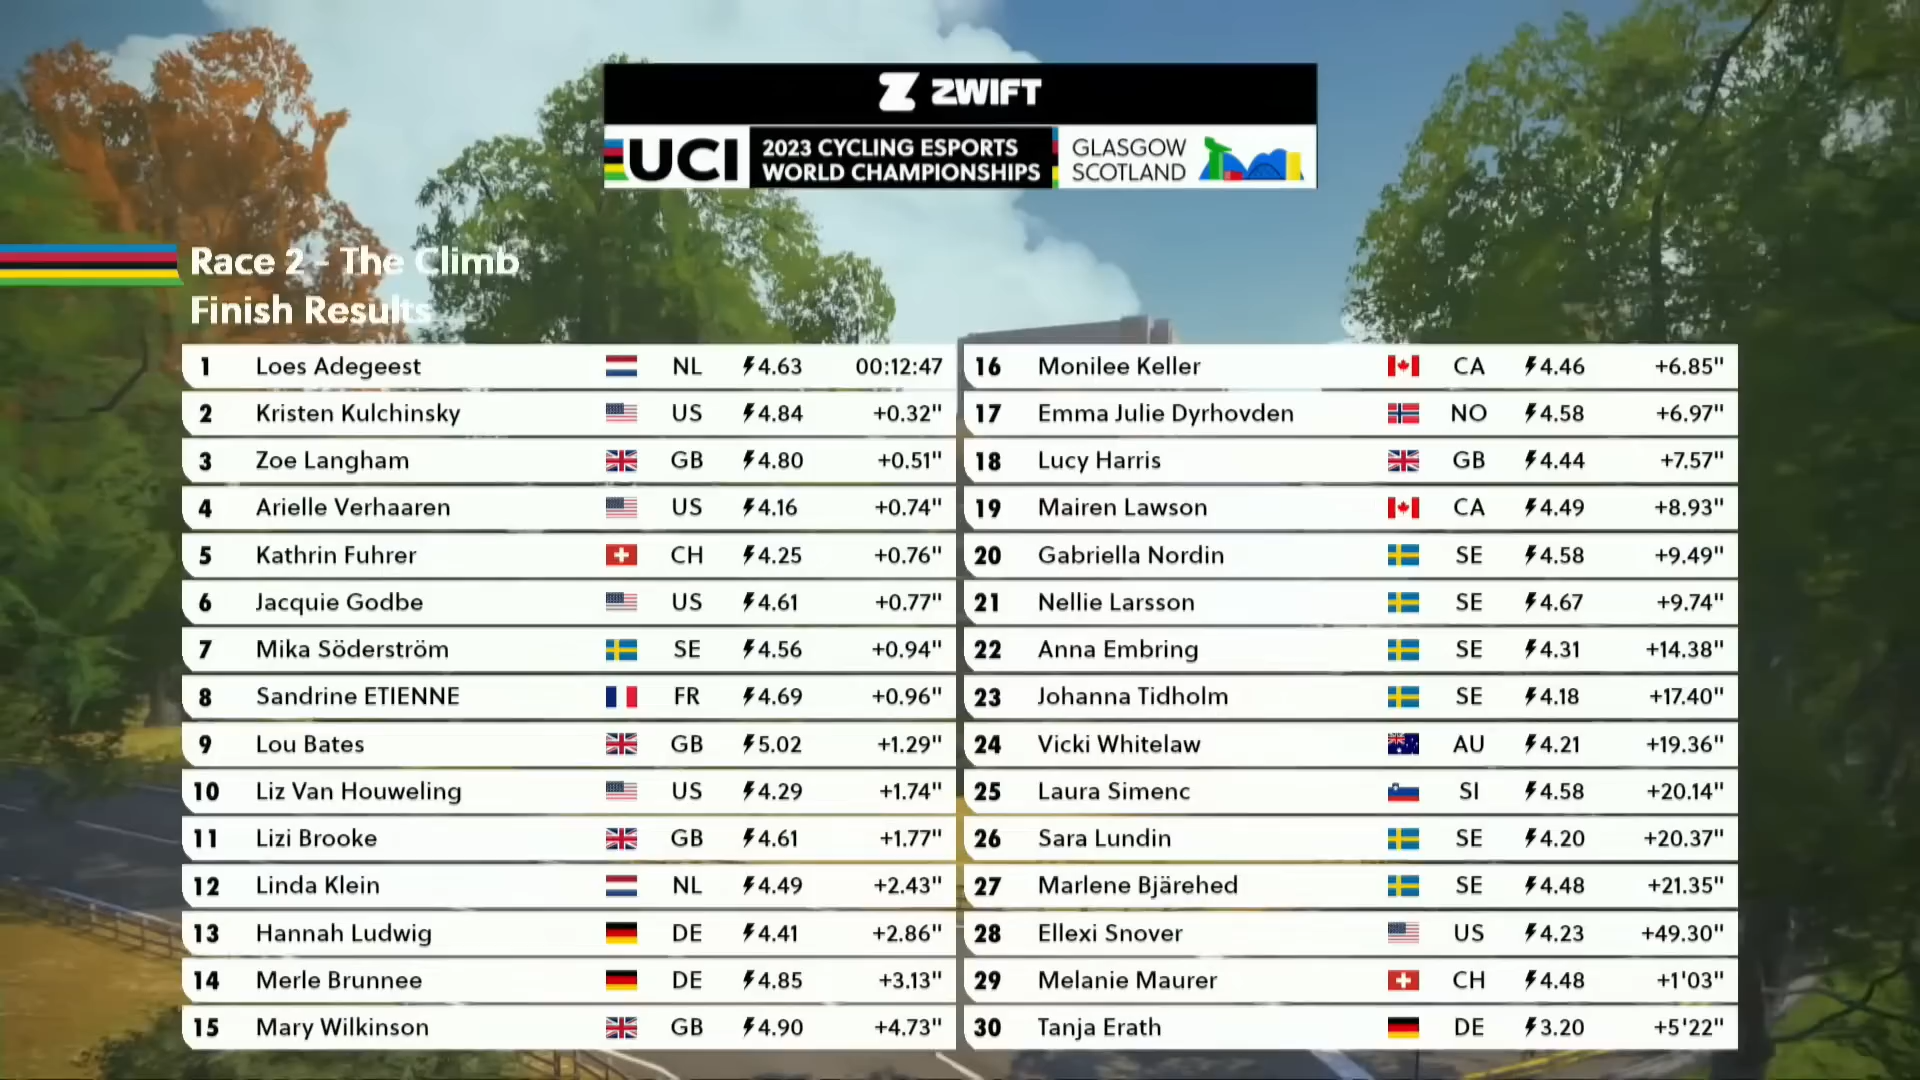 ZWIFT
UCI 2023 CYCLING ESPORTS WORLD CHAMPIONSHIPS GLASGOW SCOTLAND
Race 2 - The Climb
Finish Results
1 Loes Adegeest NL 4.63 00:12:47
2 Kristen Kulchinsky US 4.84 +0.32"
3 Zoe Langham GB 4.80 +0.51"
4 Arielle Verhaaren US 4.16 +0.74"
5 Kathrin Fuhrer CH 4.25 +0.76"
6 Jacquie Godbe US 4.61 +0.77"
7 Mika Söderström SE 4.56 +0.94"
8 Sandrine ETIENNE FR 4.69 +0.96"
9 Lou Bates GB 5.02 +1.29"
10 Liz Van Houweling US 4.29 +1.74"
11 Lizi Brooke GB 4.61 +1.77"
12 Linda Klein NL 4.49 +2.43"
13 Hannah Ludwig DE 4.41 +2.86"
14 Merle Brunnee DE 4.85 +3.13"
15 Mary Wilkinson GB 4.90 +4.73"
16 Monilee Keller CA 4.46 +6.85"
17 Emma Julie Dyrhovden NO 4.58 +6.97"
18 Lucy Harris GB 4.44 +7.57"
19 Mairen Lawson CA 4.49 +8.93"
20 Gabriella Nordin SE 4.58 +9.49"
21 Nellie Larsson SE 4.67 +9.74"
22 Anna Embring SE 4.31 +14.38"
23 Johanna Tidholm SE 4.18 +17.40"
24 Vicki Whitelaw AU 4.21 +19.36"
25 Laura Simenc SI 4.58 +20.14"
26 Sara Lundin SE 4.20 +20.37"
27 Marlene Bjärehed SE 4.48 +21.35"
28 Ellexi Snover US 4.23 +49.30"
29 Melanie Maurer CH 4.48 +1'03"
30 Tanja Erath DE 3.20 +5'22"